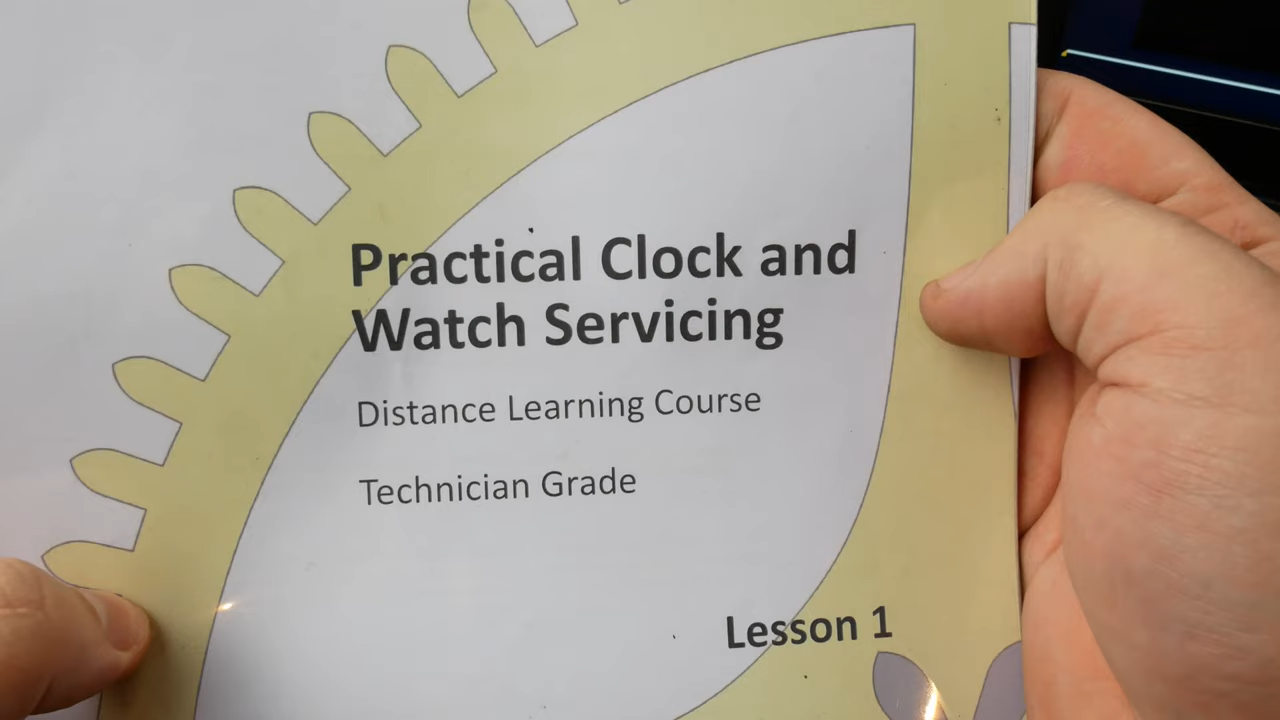 Practical Clock and
Watch Servicing
Distance Learning Course
Technician Grade
Lesson 1